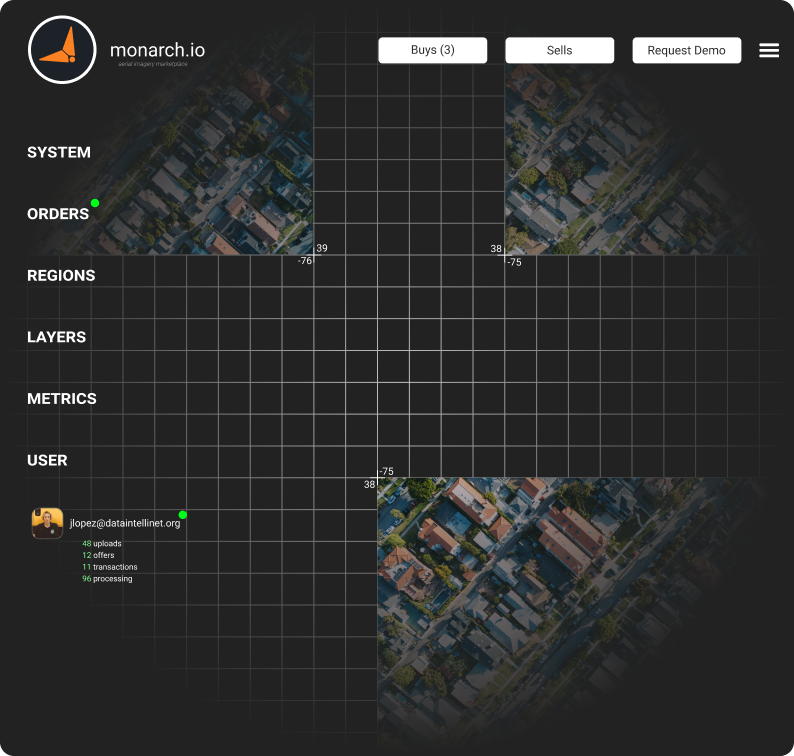 monarch.io
aerial imagery marketplace
Buys (3)
Sells
Request Demo
SYSTEM
ORDERS
39
-76
38
-75
REGIONS
LAYERS
METRICS
USER
-75
38
jlopez@dataintellinet.org
48 uploads
12 offers
11 transactions
96 processing